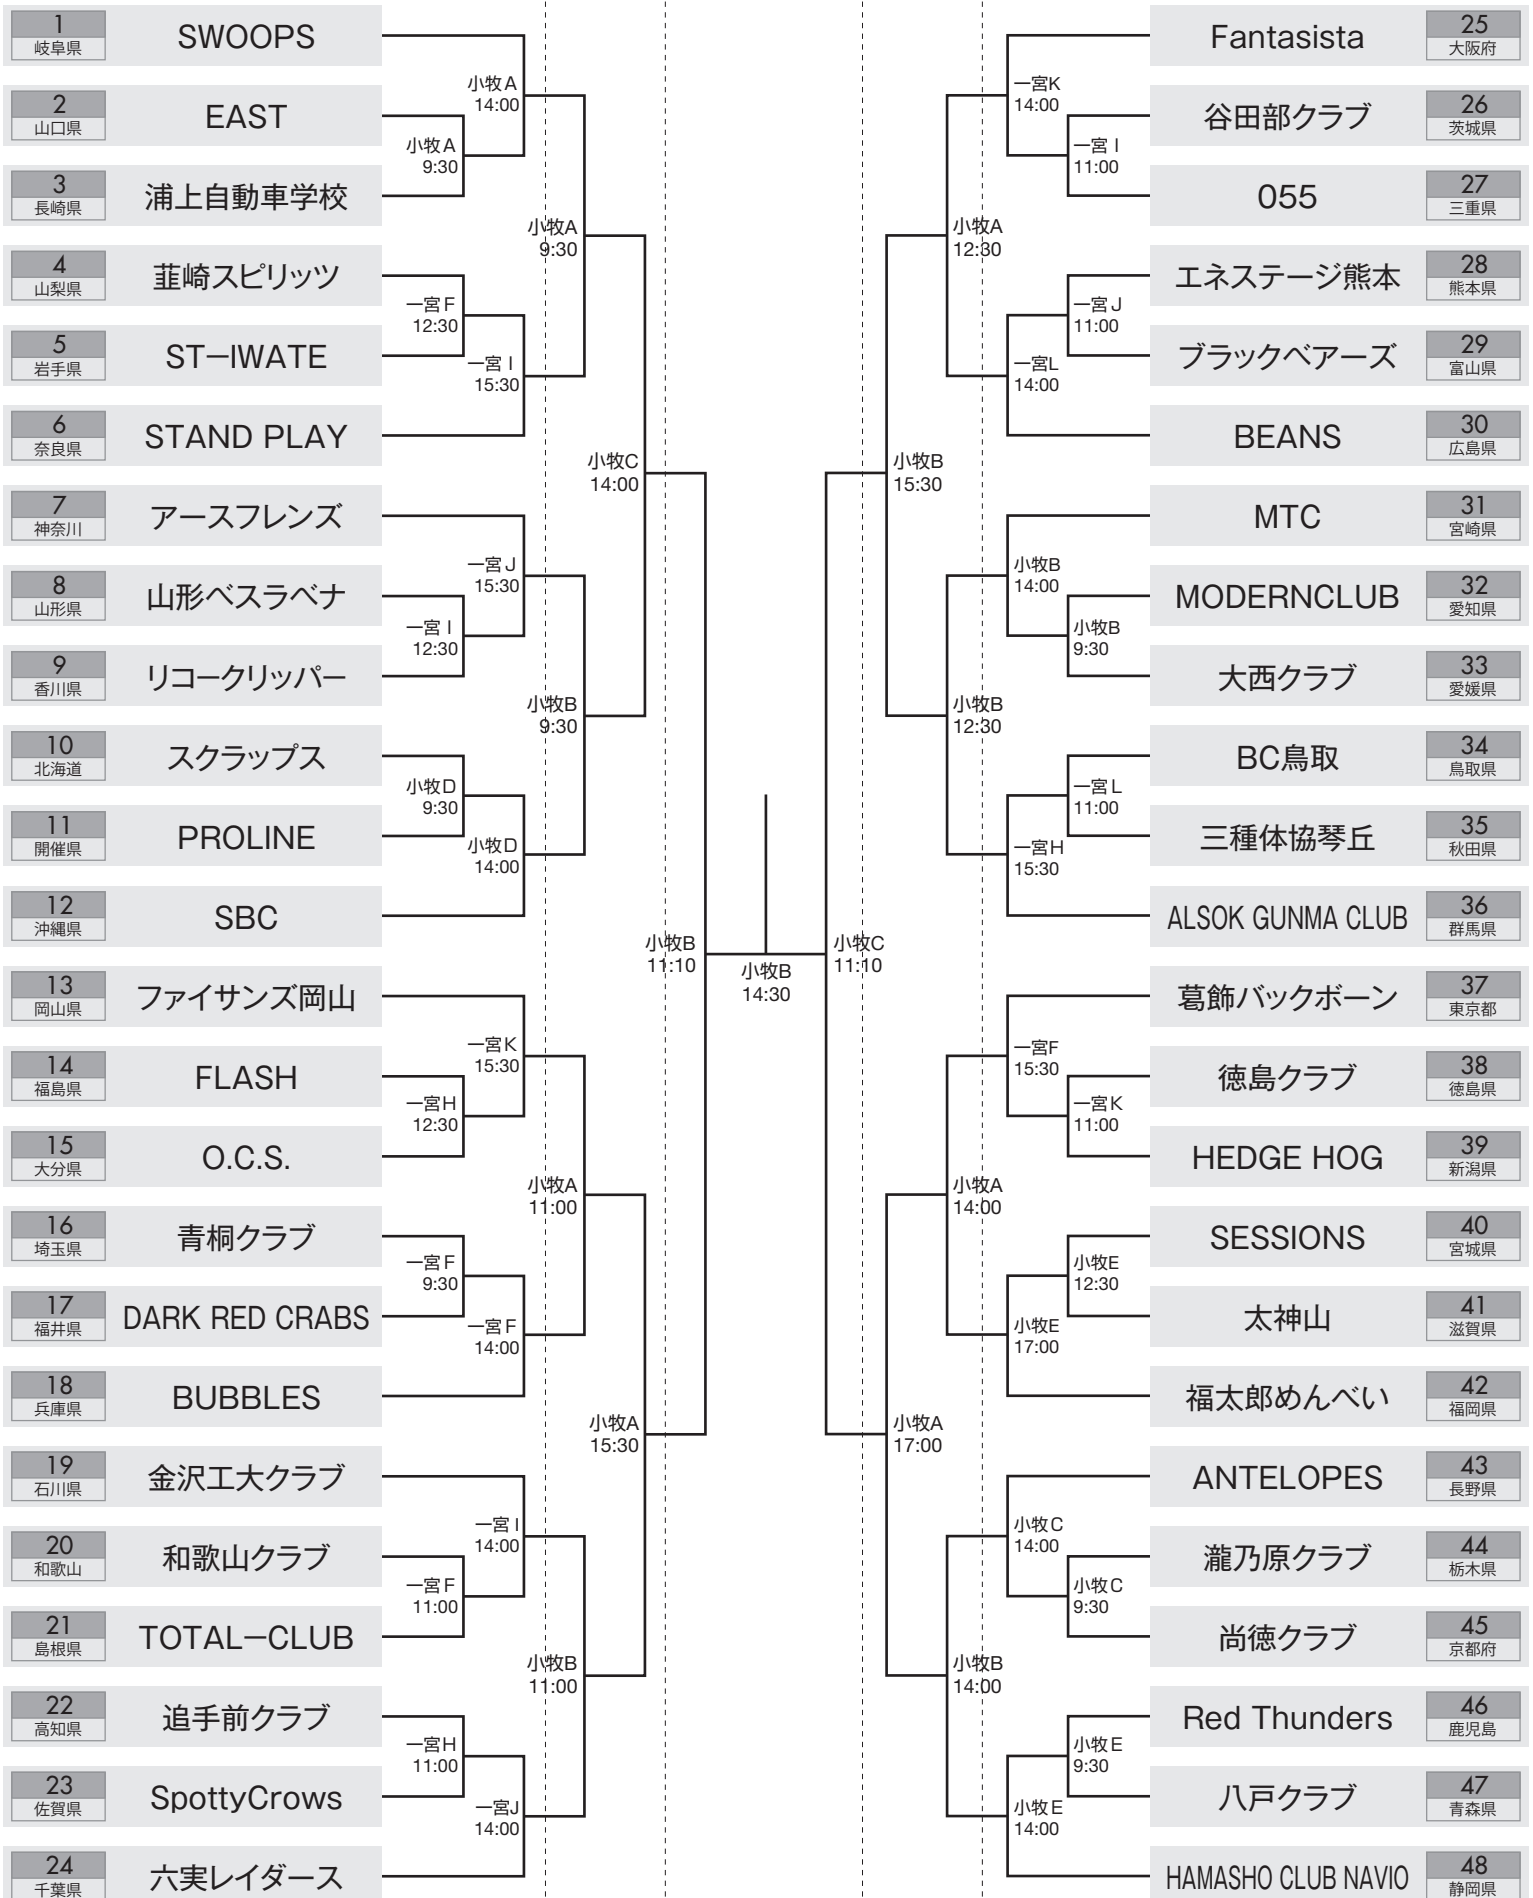 1
岐阜県
SWOOPS
2
山口県
EAST
3
長崎県
浦上自動車学校
4
山梨県
韮崎スピリッツ
5
岩手県
ST−IWATE
6
奈良県
STAND PLAY
7
神奈川
アースフレンズ
8
山形県
山形ベスラベナ
9
香川県
リコークリッパー
10
北海道
スクラップス
11
開催県
PROLINE
12
沖縄県
SBC
13
岡山県
ファイサンズ岡山
14
福島県
FLASH
15
大分県
O.C.S.
16
埼玉県
青桐クラブ
17
福井県
DARK RED CRABS
18
兵庫県
BUBBLES
19
石川県
金沢工大クラブ
20
和歌山
和歌山クラブ
21
島根県
TOTAL−CLUB
22
高知県
追手前クラブ
23
佐賀県
SpottyCrows
24
千葉県
六実レイダース
小牧A
9:30
一宮F
12:30
一宮I
12:30
小牧D
9:30
一宮H
12:30
一宮F
9:30
一宮F
11:00
一宮H
11:00
小牧A
14:00
一宮I
15:30
一宮J
15:30
小牧D
14:00
一宮K
15:30
一宮F
14:00
一宮I
14:00
一宮J
14:00
小牧A
9:30
小牧B
9:30
小牧A
11:00
小牧B
11:00
小牧C
14:00
小牧A
15:30
小牧B
11:10
小牧B
14:30
小牧C
11:10
小牧B
15:30
小牧A
17:00
小牧A
12:30
小牧B
12:30
小牧A
14:00
小牧B
14:00
一宮K
14:00
一宮L
14:00
小牧B
14:00
一宮H
15:30
一宮F
15:30
小牧E
17:00
小牧C
14:00
小牧E
14:00
一宮I
11:00
一宮J
11:00
小牧B
9:30
一宮L
11:00
一宮K
11:00
小牧E
12:30
小牧C
9:30
小牧E
9:30
Fantasista
25
大阪府
谷田部クラブ
26
茨城県
055
27
三重県
エネステージ熊本
28
熊本県
ブラックベアーズ
29
富山県
BEANS
30
広島県
MTC
31
宮崎県
MODERNCLUB
32
愛知県
大西クラブ
33
愛媛県
BC鳥取
34
鳥取県
三種体協琴丘
35
秋田県
ALSOK GUNMA CLUB
36
群馬県
葛飾バックボーン
37
東京都
徳島クラブ
38
徳島県
HEDGE HOG
39
新潟県
SESSIONS
40
宮城県
太神山
41
滋賀県
福太郎めんべい
42
福岡県
ANTELOPES
43
長野県
瀧乃原クラブ
44
栃木県
尚徳クラブ
45
京都府
Red Thunders
46
鹿児島
八戸クラブ
47
青森県
HAMASHO CLUB NAVIO
48
静岡県